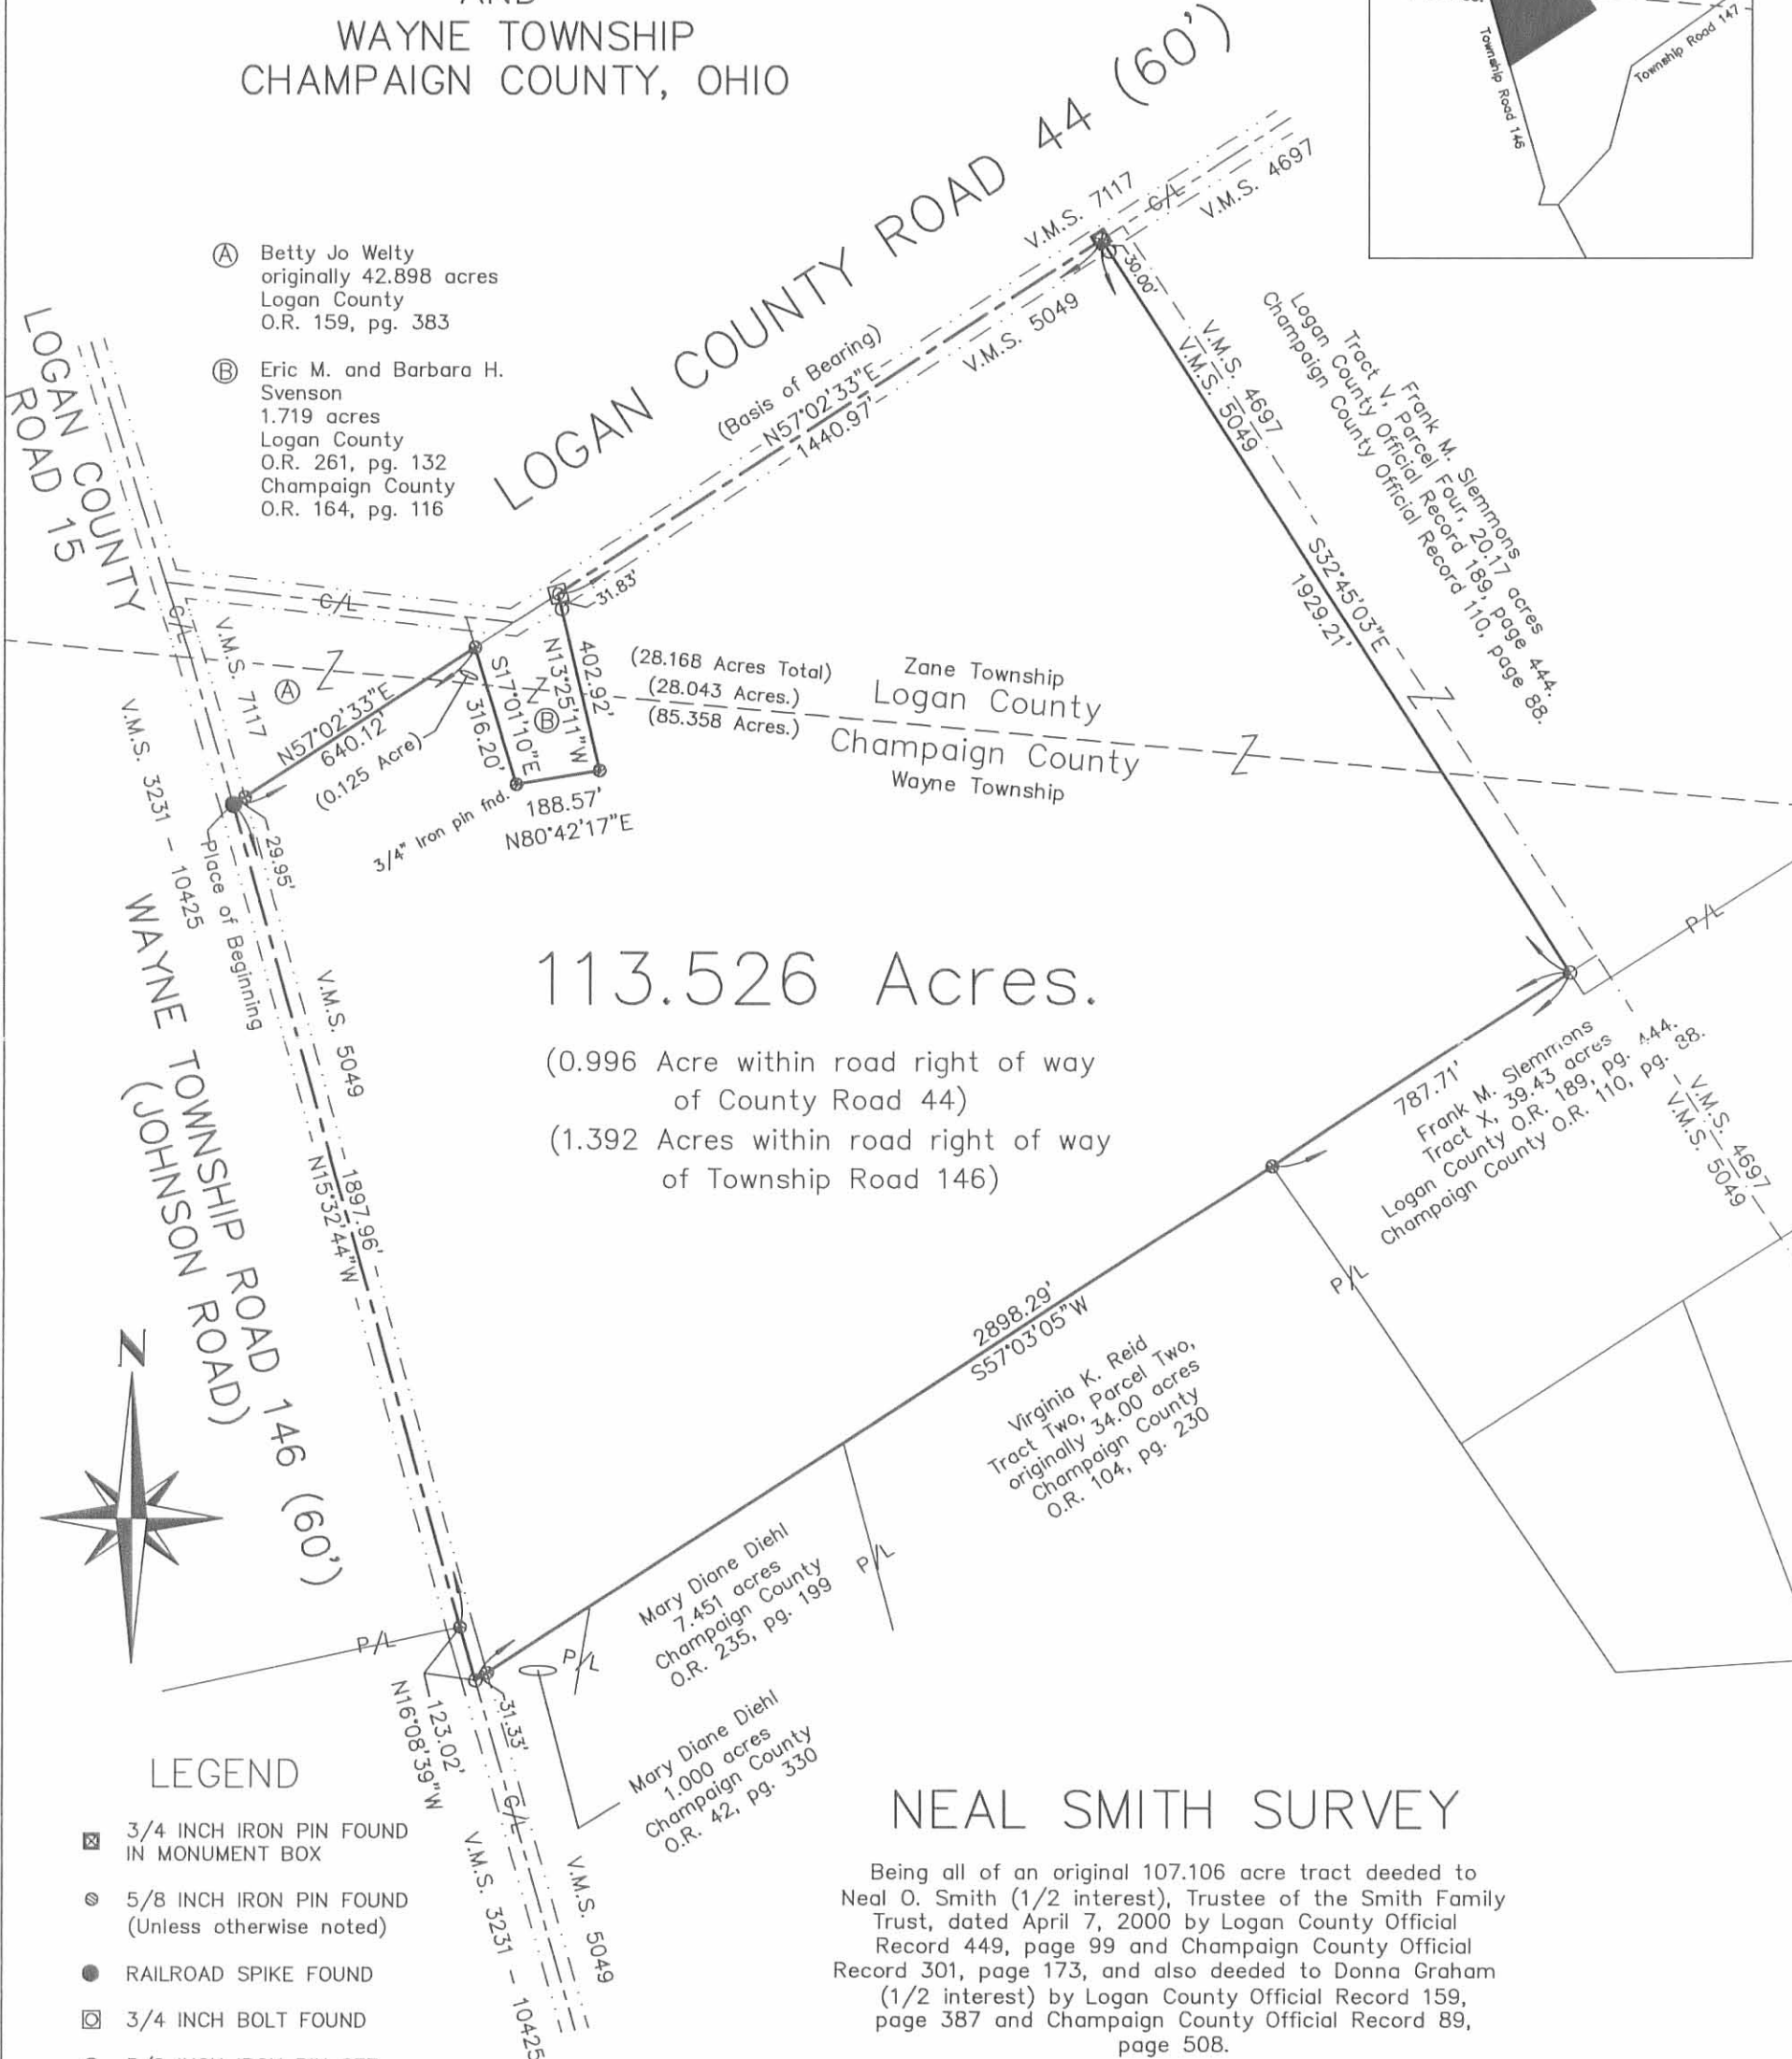 AND
WAYNE TOWNSHIP
CHAMPAIGN COUNTY, OHIO
Township Road 146
Township Road 147
LOGAN COUNTY ROAD 44 (60')
A Betty Jo Welty
originally 42.898 acres
Logan County
O.R. 159, pg. 383
B Eric M. and Barbara H.
Svenson
1.719 acres
Logan County
O.R. 261, pg. 132
Champaign County
O.R. 164, pg. 116
LOGAN COUNTY
ROAD 15
C/L
V.M.S. 7117
C/L
V.M.S. 4697
30.00'
V.M.S. 5049
(Basis of Bearing)
N57°02'33"E
1440.97'
V.M.S. 4697
V.M.S. 5049
Frank M. Slemmons
Tract V, Parcel Four, 20.17 acres
Logan County Official Record 189, page 444.
Champaign County Official Record 110, page 88.
S32°45'03"E
1929.21'
C/L
31.83'
V.M.S. 7117
A
N57°02'33"E
640.12'
(0.125 Acre)
S17°01'10"E
316.20'
B
N13°25'11"W
402.92'
188.57'
N80°42'17"E
3/4" Iron pin fnd.
(28.168 Acres Total)
(28.043 Acres.)
(85.358 Acres.)
Zane Township
Logan County
Champaign County
Wayne Township
V.M.S. 3231 - 10425
Place of Beginning
29.95'
V.M.S. 5049
WAYNE TOWNSHIP ROAD 146 (60')
(JOHNSON ROAD)
1897.96'
N15°32'44"W
113.526 Acres.
(0.996 Acre within road right of way
of County Road 44)
(1.392 Acres within road right of way
of Township Road 146)
P/L
787.71'
Frank M. Slemmons
Tract X, 39.43 acres
Logan County O.R. 189, pg. 444.
Champaign County O.R. 110, pg. 88.
V.M.S. 4697
V.M.S. 5049
P/L
2898.29'
S57°03'05"W
Virginia K. Reid
Tract Two, Parcel Two,
originally 34.00 acres
Champaign County
O.R. 104, pg. 230
N
P/L
Mary Diane Diehl
7.451 acres
Champaign County
O.R. 235, pg. 199
P/L
P/L
Mary Diane Diehl
1.000 acres
Champaign County
O.R. 42, pg. 330
123.02'
N16°08'39"W
31.33'
C/L
V.M.S. 3231 - 10425
V.M.S. 5049
LEGEND
3/4 INCH IRON PIN FOUND
IN MONUMENT BOX
5/8 INCH IRON PIN FOUND
(Unless otherwise noted)
RAILROAD SPIKE FOUND
3/4 INCH BOLT FOUND
NEAL SMITH SURVEY
Being all of an original 107.106 acre tract deeded to
Neal O. Smith (1/2 interest), Trustee of the Smith Family
Trust, dated April 7, 2000 by Logan County Official
Record 449, page 99 and Champaign County Official
Record 301, page 173, and also deeded to Donna Graham
(1/2 interest) by Logan County Official Record 159,
page 387 and Champaign County Official Record 89,
page 508.